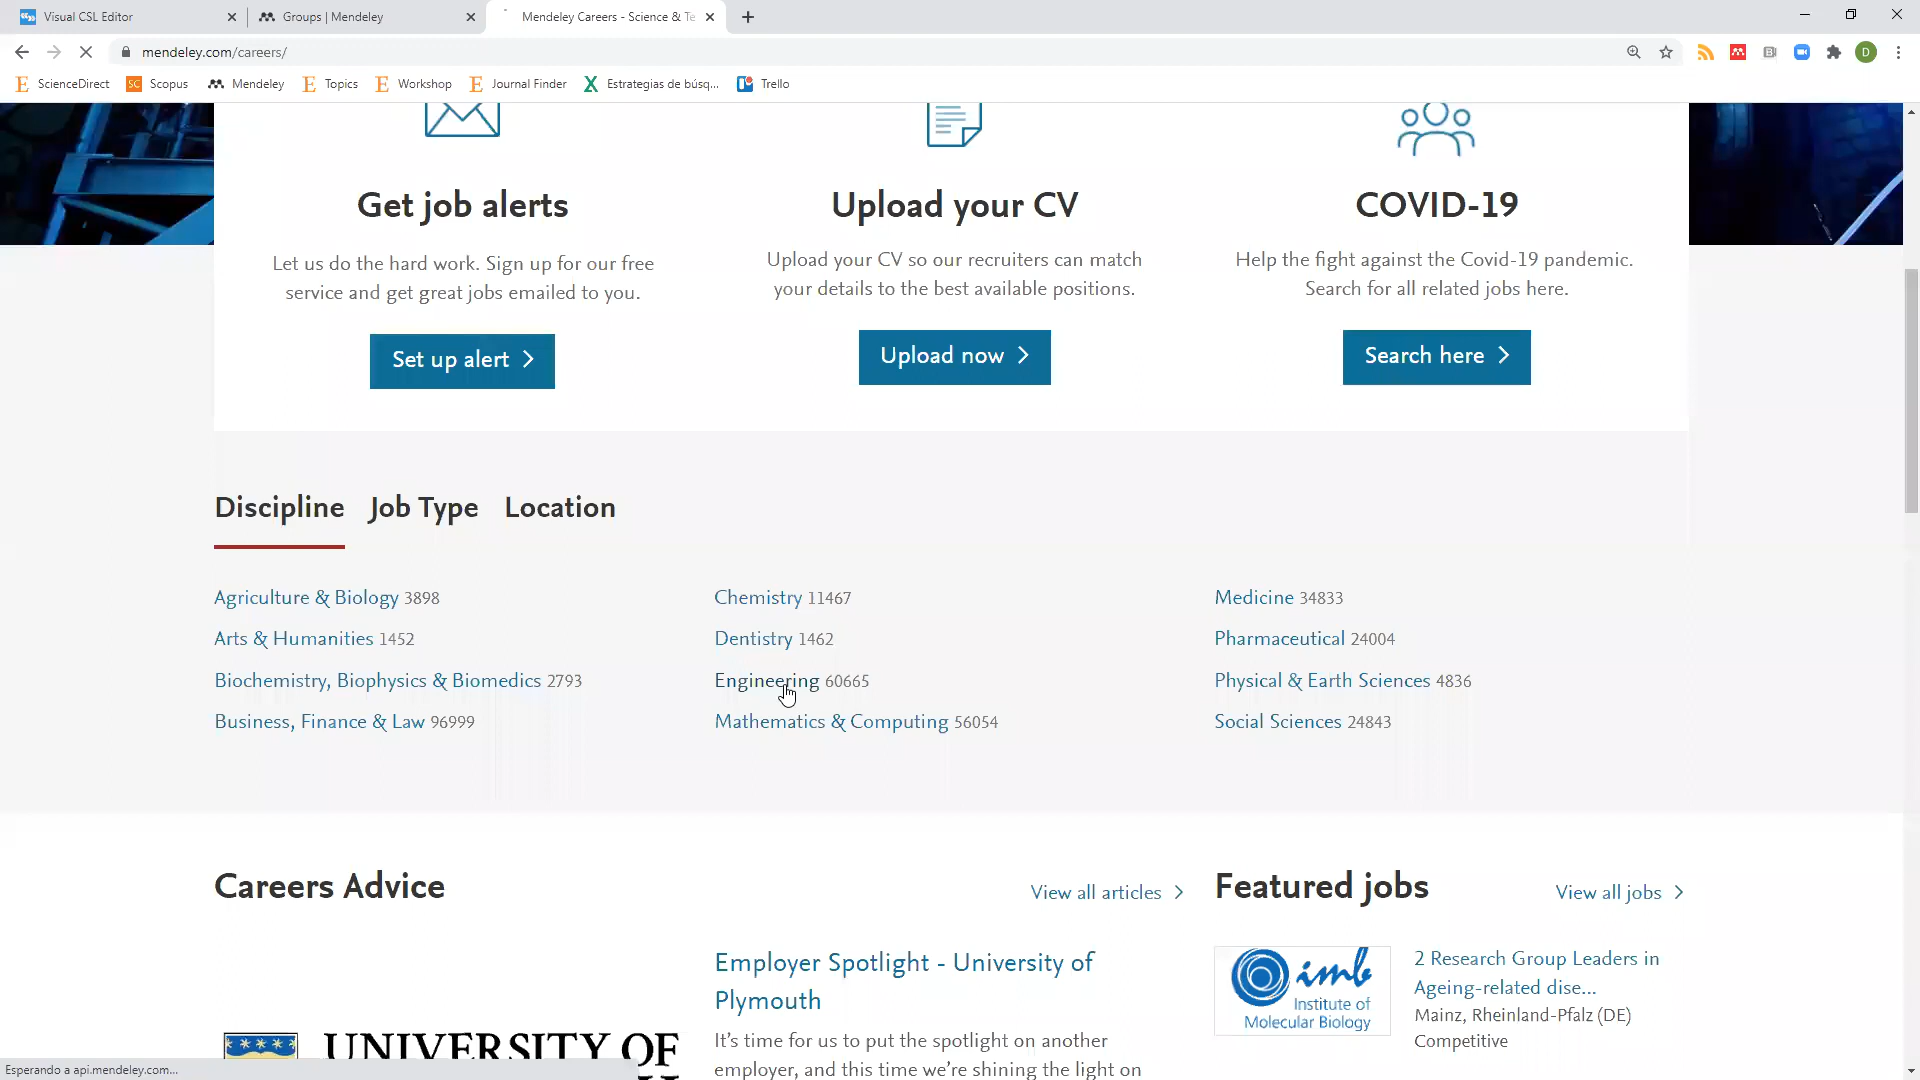 Visual CSL Editor
Groups | Mendeley
Mendeley Careers - Science & Te
mendeley.com/careers/
D
ScienceDirect
SC Scopus
Mendeley
Topics
Workshop
Journal Finder
Estrategias de búsq...
Trello
Get job alerts
Let us do the hard work. Sign up for our free
service and get great jobs emailed to you.
Set up alert
Upload your CV
Upload your CV so our recruiters can match
your details to the best available positions.
Upload now
COVID-19
Help the fight against the Covid-19 pandemic.
Search for all related jobs here.
Search here
Discipline Job Type Location
Agriculture & Biology 3898
Arts & Humanities 1452
Biochemistry, Biophysics & Biomedics 2793
Business, Finance & Law 96999
Chemistry 11467
Dentistry 1462
Engineering 60665
Mathematics & Computing 56054
Medicine 34833
Pharmaceutical 24004
Physical & Earth Sciences 4836
Social Sciences 24843
Careers Advice
View all articles
UNIVERSITY OF
Employer Spotlight - University of
Plymouth
It's time for us to put the spotlight on another
employer, and this time we're shining the light on
Featured jobs
View all jobs
imb
Institute of
Molecular Biology
2 Research Group Leaders in
Ageing-related dise...
Mainz, Rheinland-Pfalz (DE)
Competitive
Esperando a api.mendeley.com...